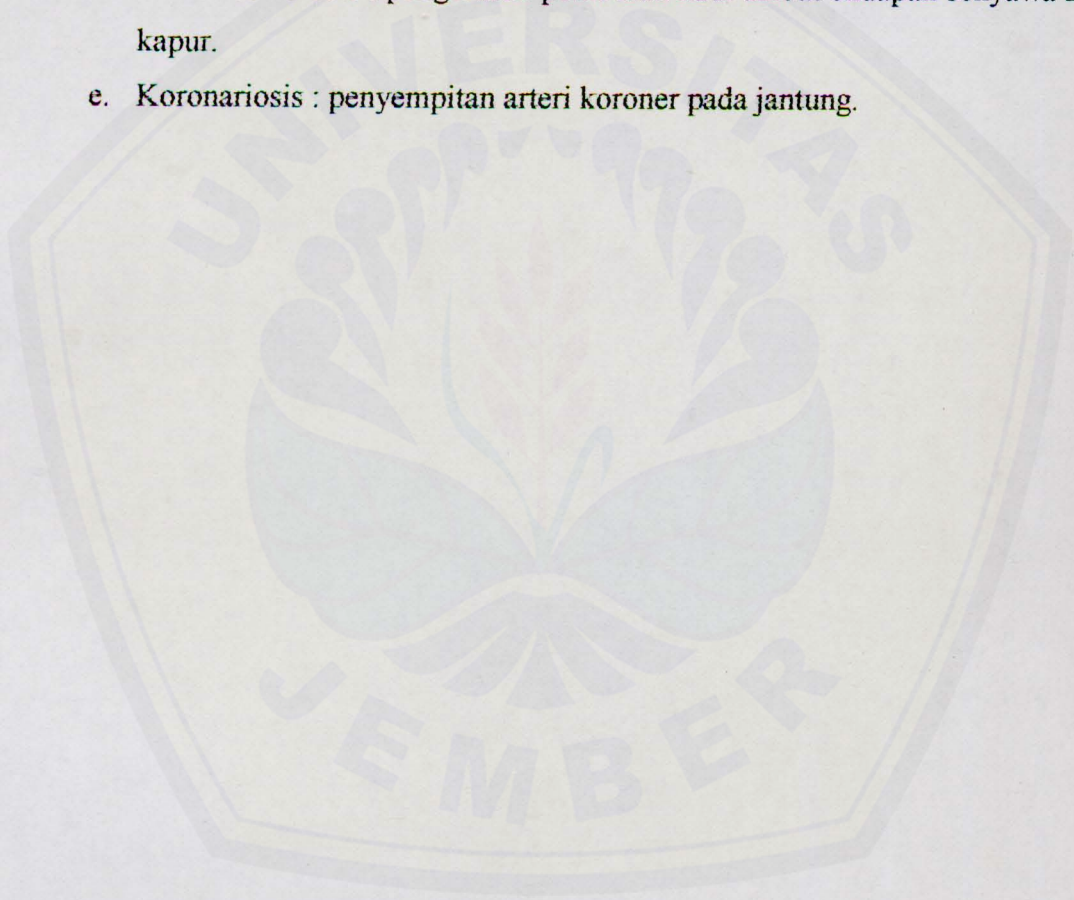 kapur.
e. Koronariosis : penyempitan arteri koroner pada jantung.
UNIVERSITAS
JEMBER